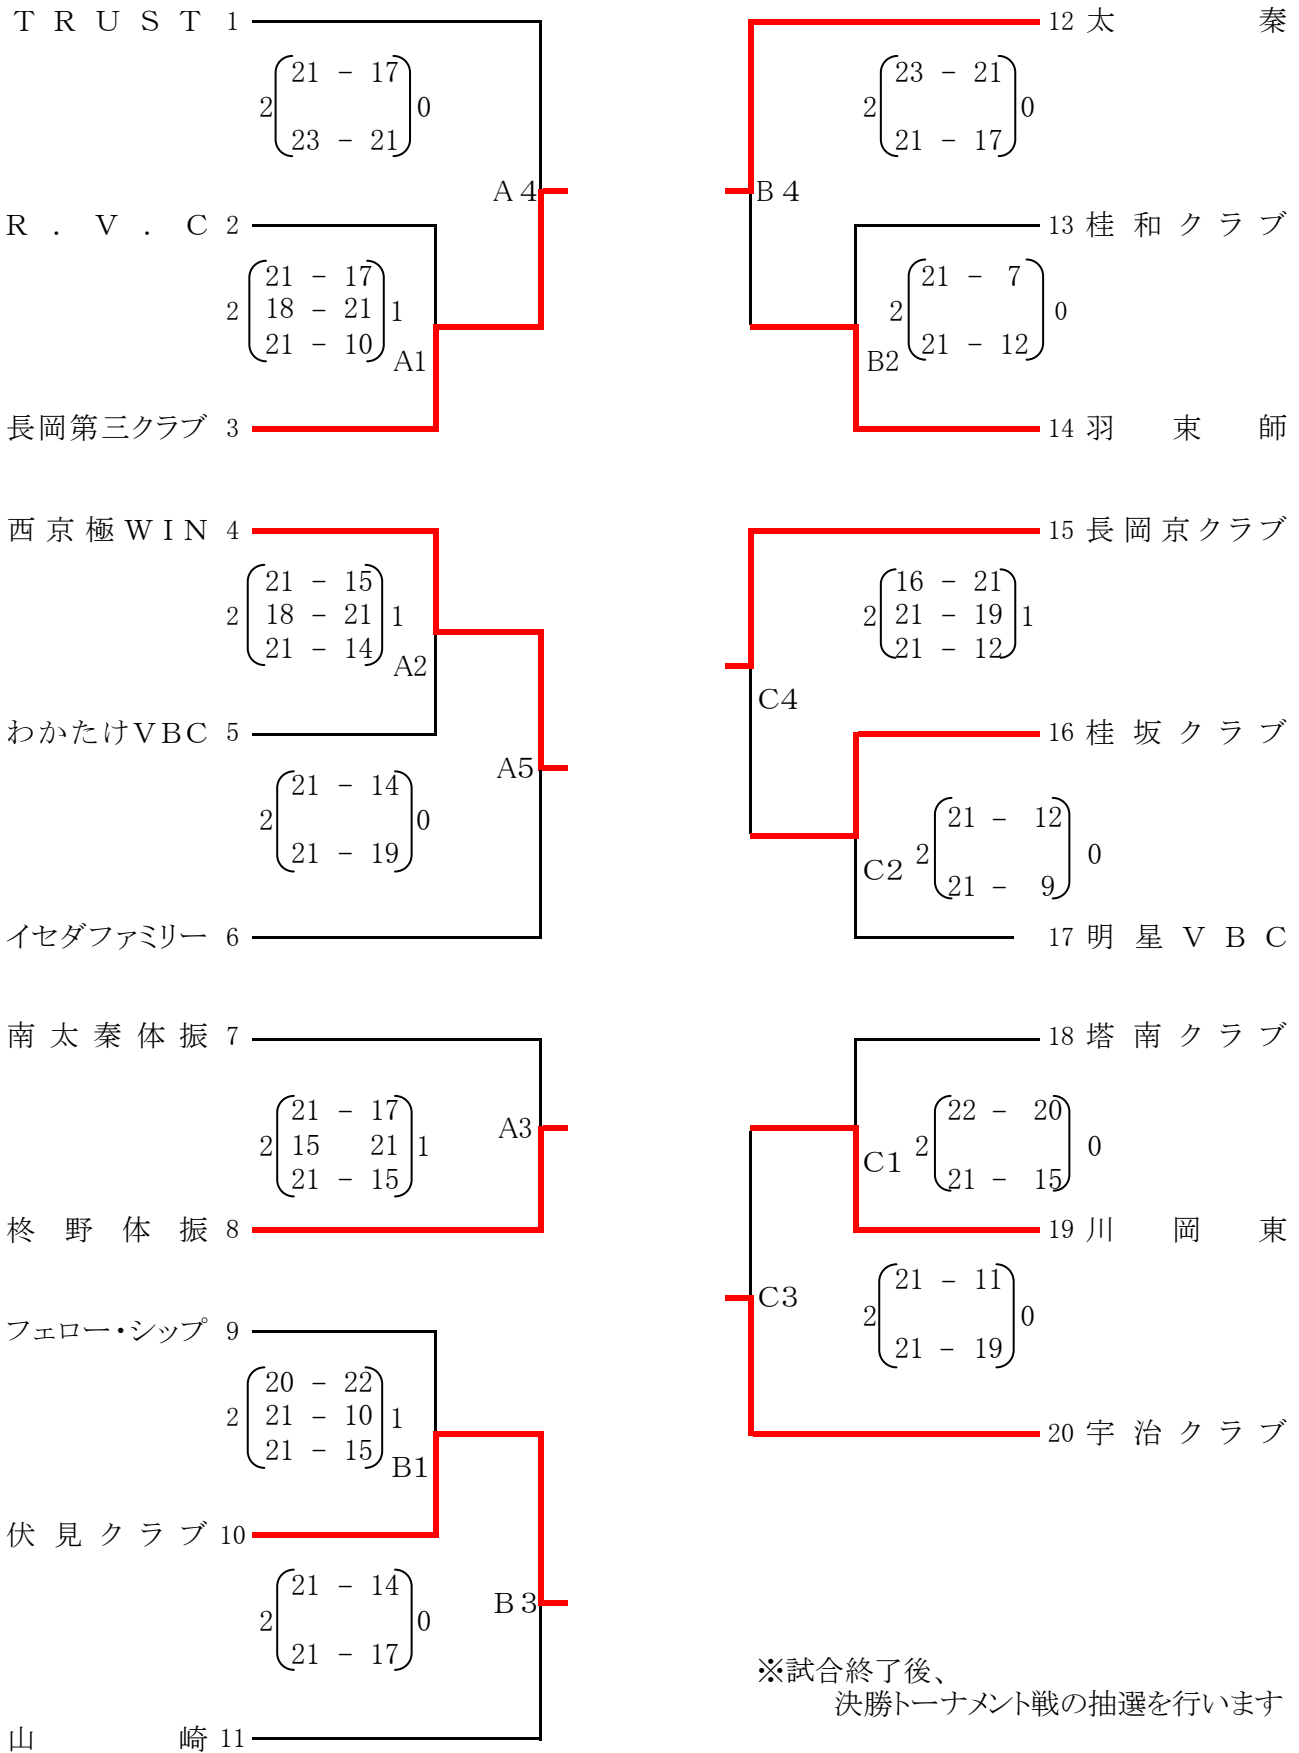 ＴＲＵＳＴ 1
21 － 17
2 0
23 － 21
A４
Ｒ．Ｖ．Ｃ 2
21 － 17
2 18 － 21 1
21 － 10
A1
長岡第三クラブ 3
西京極ＷＩＮ 4
21 － 15
2 18 － 21 1
21 － 14
A2
わかたけＶＢＣ 5
A5
21 － 14
2 0
21 － 19
イセダファミリー 6
南太秦体振 7
21 － 17
2 15 21 1
21 － 15
A3
柊野体振 8
フェロー・シップ 9
20 － 22
2 21 － 10 1
21 － 15
B1
伏見クラブ 10
21 － 14
2 0
21 － 17
B３
山崎 11
12 太秦
23 － 21
2 0
21 － 17
B４
13 桂和クラブ
21 － 7
2 0
21 － 12
B2
14 羽束師
15 長岡京クラブ
16 － 21
2 21 － 19 1
21 － 12
C4
16 桂坂クラブ
21 － 12
C2 2 0
21 － 9
17 明星ＶＢＣ
18 塔南クラブ
22 － 20
C1 2 0
21 － 15
19 川岡東
21 － 11
C3
2 0
21 － 19
20 宇治クラブ
※試合終了後、
決勝トーナメント戦の抽選を行います